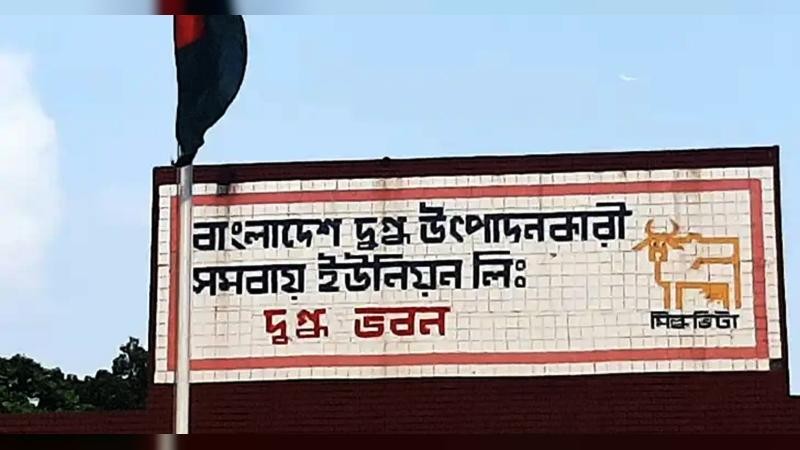 বাংলাদেশ দুগ্ধ উৎপাদনকারী
সমবায় ইউনিয়ন লিঃ
দুগ্ধ ভবন
মিল্কভিটা